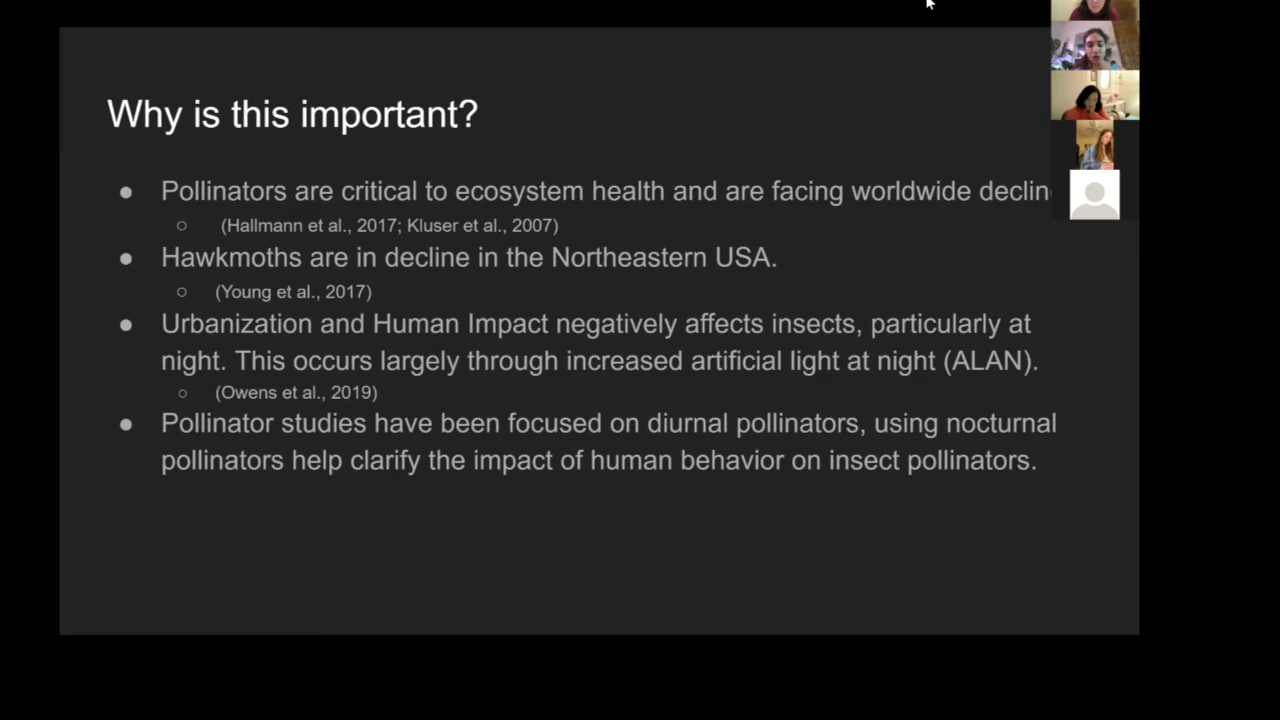 Why is this important?
● Pollinators are critical to ecosystem health and are facing worldwide declin
○ (Hallmann et al., 2017; Kluser et al., 2007)
● Hawkmoths are in decline in the Northeastern USA.
○ (Young et al., 2017)
● Urbanization and Human Impact negatively affects insects, particularly at
night. This occurs largely through increased artificial light at night (ALAN).
○ (Owens et al., 2019)
● Pollinator studies have been focused on diurnal pollinators, using nocturnal
pollinators help clarify the impact of human behavior on insect pollinators.